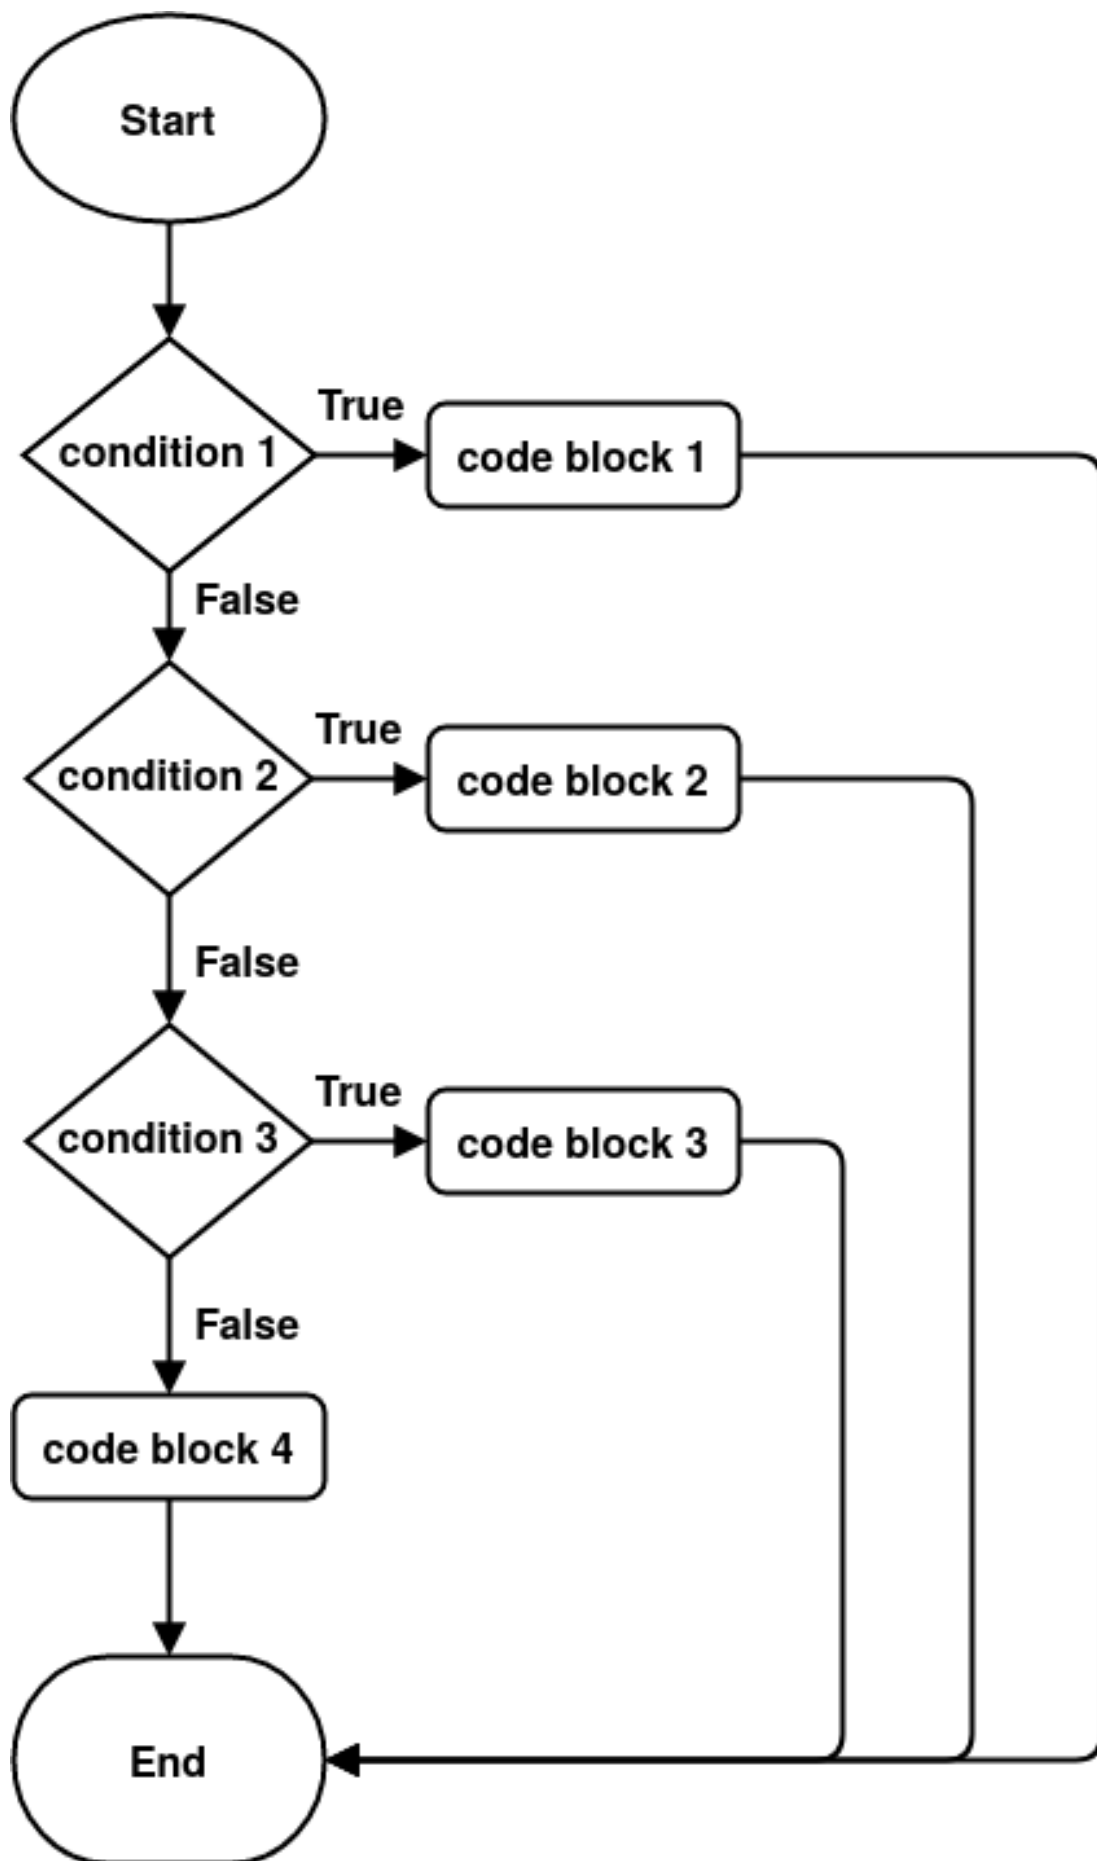 Start
True
condition 1
code block 1
False
True
condition 2
code block 2
False
True
condition 3
code block 3
False
code block 4
End